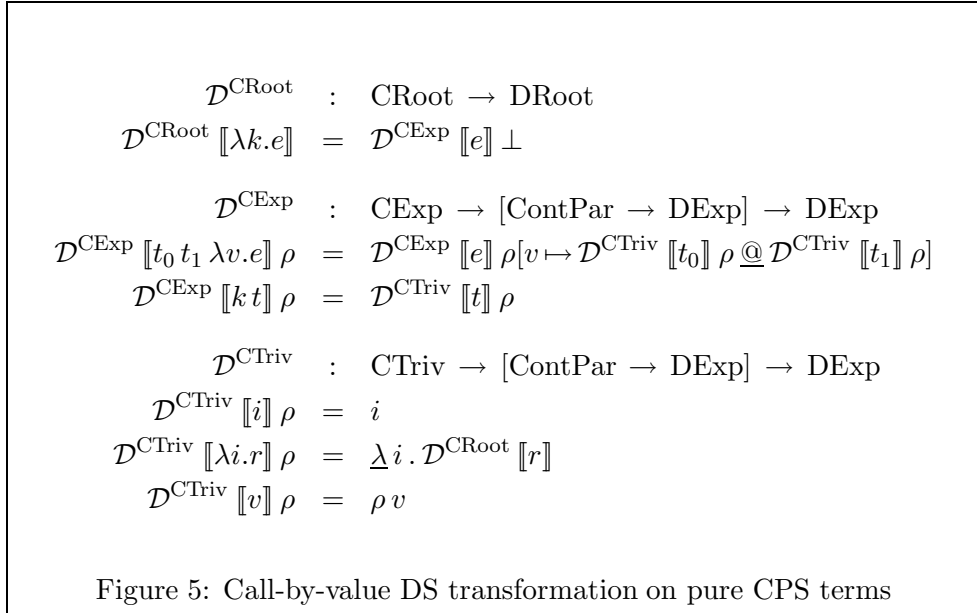 𝒟^CRoot : CRoot → DRoot
𝒟^CRoot ⟦λk.e⟧ = 𝒟^CExp ⟦e⟧ ⊥
𝒟^CExp : CExp → [ContPar → DExp] → DExp
𝒟^CExp ⟦t₀ t₁ λv.e⟧ ρ = 𝒟^CExp ⟦e⟧ ρ[v ↦ 𝒟^CTriv ⟦t₀⟧ ρ @̲ 𝒟^CTriv ⟦t₁⟧ ρ]
𝒟^CExp ⟦k t⟧ ρ = 𝒟^CTriv ⟦t⟧ ρ
𝒟^CTriv : CTriv → [ContPar → DExp] → DExp
𝒟^CTriv ⟦i⟧ ρ = i
𝒟^CTriv ⟦λi.r⟧ ρ = λ̲ i . 𝒟^CRoot ⟦r⟧
𝒟^CTriv ⟦v⟧ ρ = ρ v
Figure 5: Call-by-value DS transformation on pure CPS terms